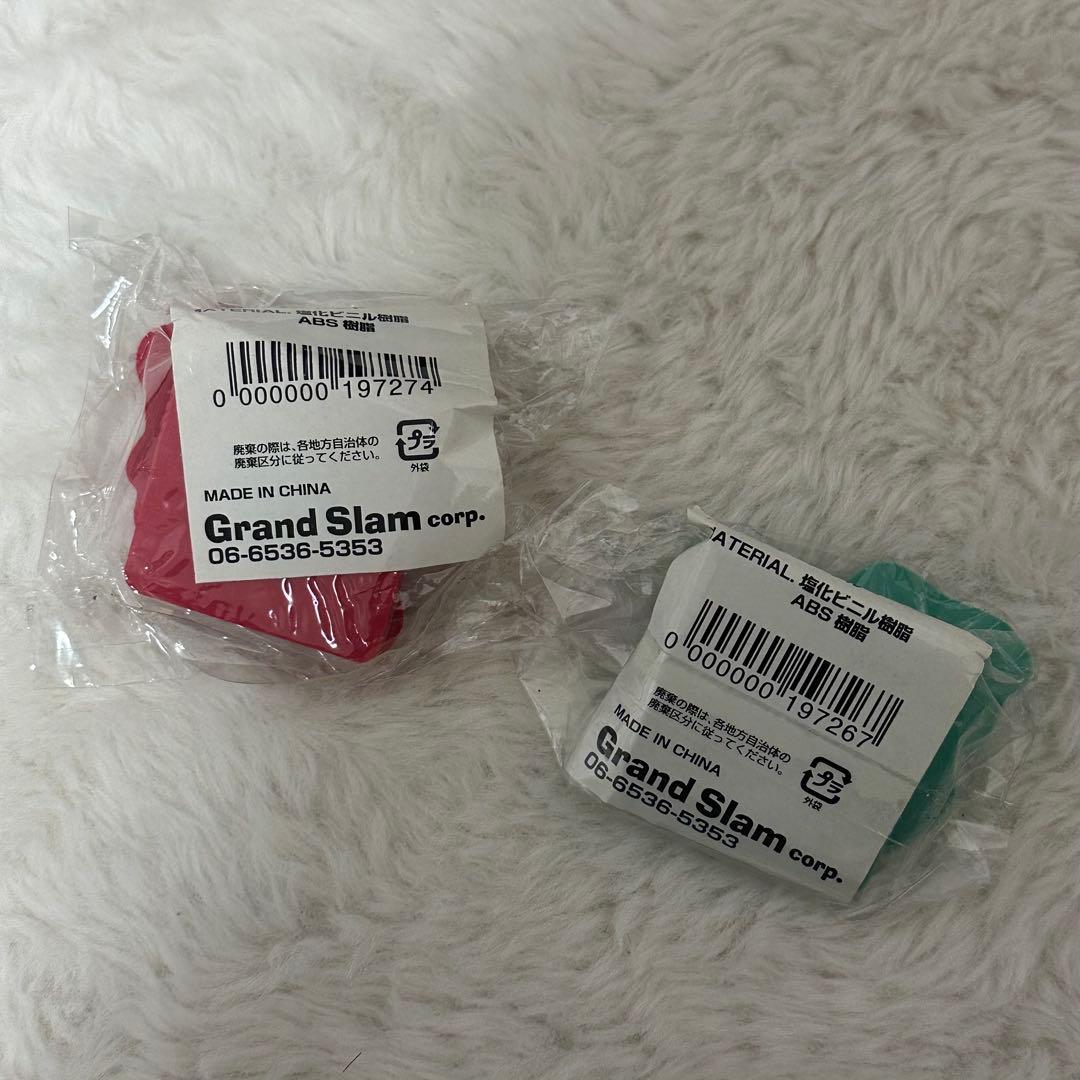 MATERIAL. 塩化ビニル樹脂
ABS 樹脂
0 000000 197274
廃棄の際は、各地方自治体の
廃棄区分に従ってください。
プラ
外袋
MADE IN CHINA
Grand Slam corp.
06-6536-5353
MATERIAL. 塩化ビニル樹脂
ABS 樹脂
0 000000 197267
廃棄の際は、各地方自治体の
廃棄区分に従ってください。
プラ
外袋
MADE IN CHINA
Grand Slam corp.
06-6536-5353